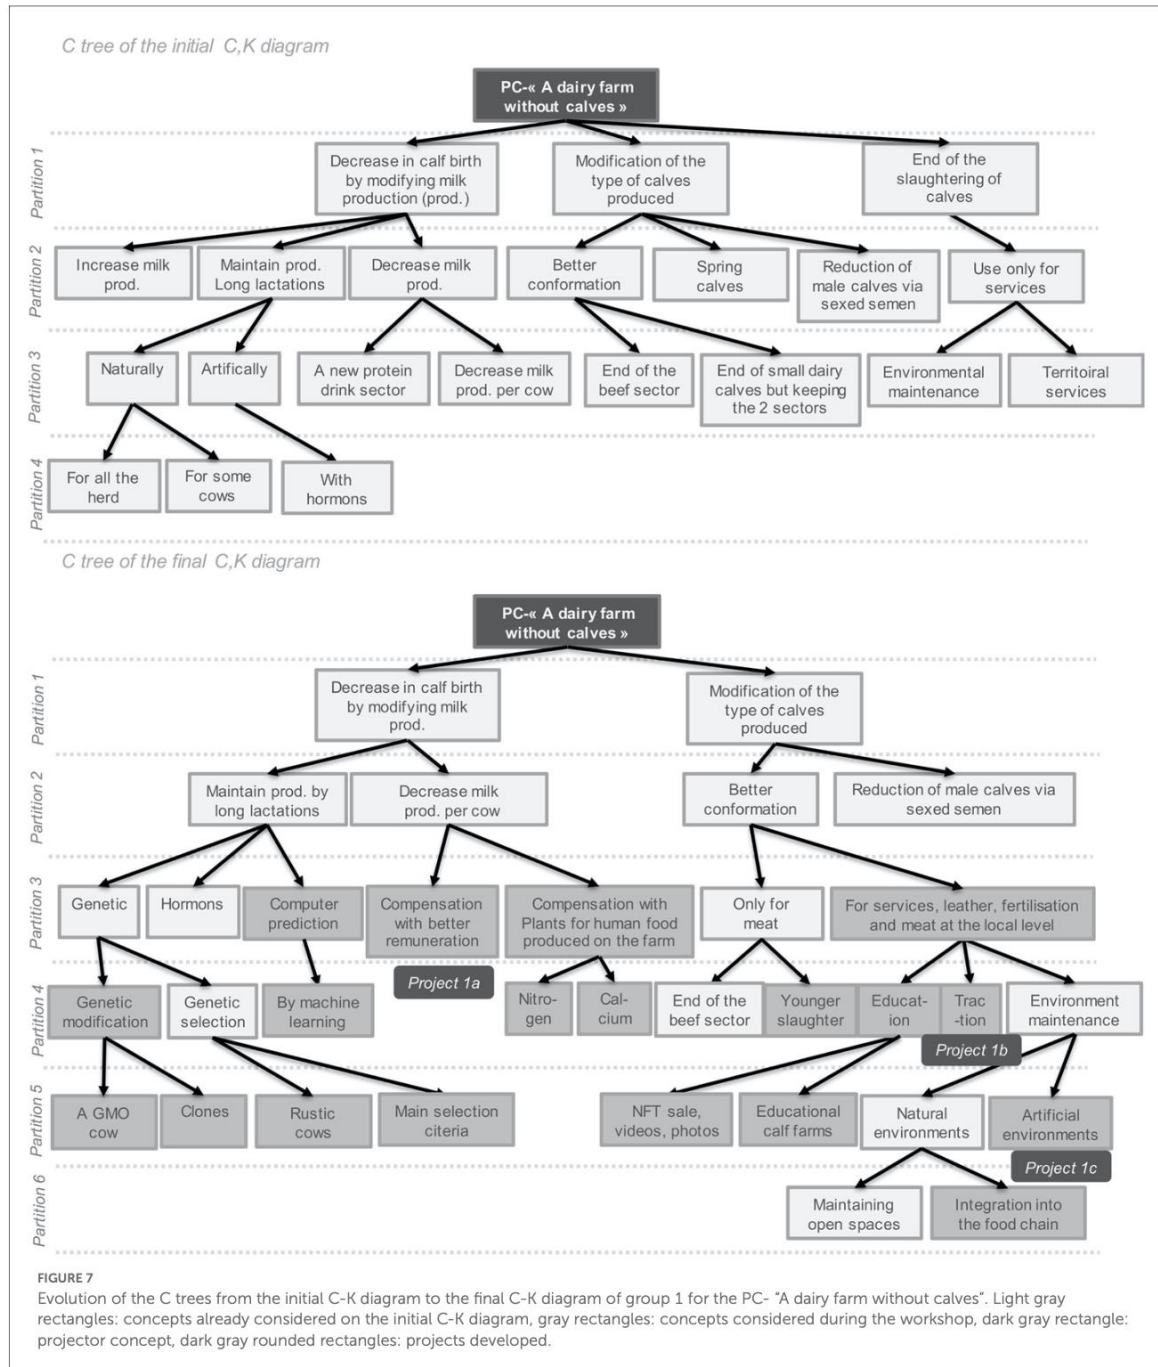 C tree of the initial C,K diagram
PC-« A dairy farm
without calves »
Partition 1
Decrease in calf birth
by modifying milk
production (prod.)
Modification of the
type of calves
produced
End of the
slaughtering of
calves
Partition 2
Increase milk
prod.
Maintain prod.
Long lactations
Decrease milk
prod.
Better
conformation
Spring
calves
Reduction of
male calves via
sexed semen
Use only for
services
Partition 3
Naturally
Artifically
A new protein
drink sector
Decrease milk
prod. per cow
End of the
beef sector
End of small dairy
calves but keeping
the 2 sectors
Environmental
maintenance
Territoiral
services
Partition 4
For all the
herd
For some
cows
With
hormons
C tree of the final C,K diagram
PC-« A dairy farm
without calves »
Partition 1
Decrease in calf birth
by modifying milk
prod.
Modification of the
type of calves
produced
Partition 2
Maintain prod. by
long lactations
Decrease milk
prod. per cow
Better
conformation
Reduction of male calves via
sexed semen
Partition 3
Genetic
Hormons
Computer
prediction
Compensation
with better
remuneration
Compensation with
Plants for human food
produced on the farm
Only for
meat
For services, leather, fertilisation
and meat at the local level
Project 1a
Partition 4
Genetic
modification
Genetic
selection
By machine
learning
Nitro-
gen
Cal-
cium
End of the
beef sector
Younger
slaughter
Educat-
ion
Trac
-tion
Environment
maintenance
Project 1b
Partition 5
A GMO
cow
Clones
Rustic
cows
Main selection
citeria
NFT sale,
videos, photos
Educational
calf farms
Natural
environments
Artificial
environments
Project 1c
Partition 6
Maintaining
open spaces
Integration into
the food chain
FIGURE 7
Evolution of the C trees from the initial C-K diagram to the final C-K diagram of group 1 for the PC- “A dairy farm without calves”. Light gray
rectangles: concepts already considered on the initial C-K diagram, gray rectangles: concepts considered during the workshop, dark gray rectangle:
projector concept, dark gray rounded rectangles: projects developed.